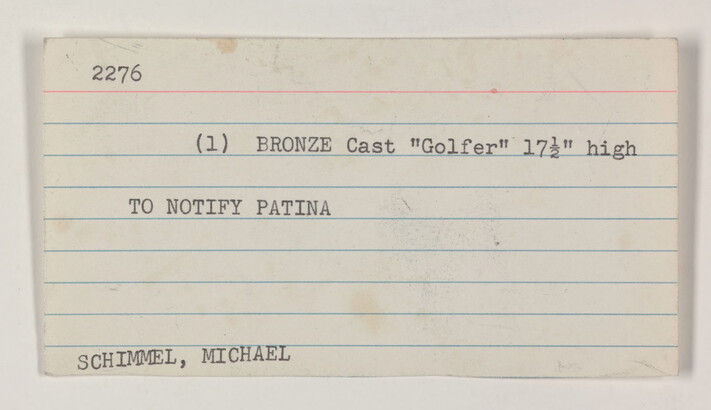 2276
(1) BRONZE Cast "Golfer" 17½" high
TO NOTIFY PATINA
SCHIMMEL, MICHAEL